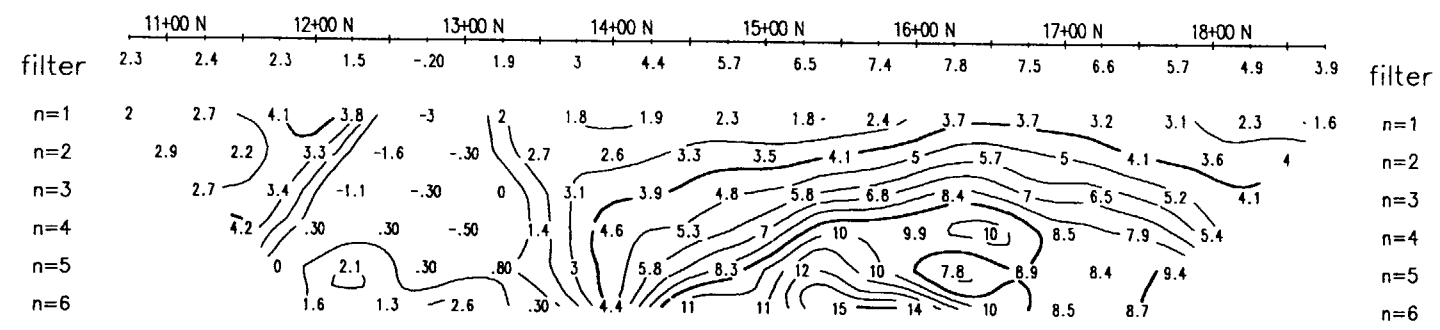 11+00 N 12+00 N 13+00 N 14+00 N 15+00 N 16+00 N 17+00 N 18+00 N
filter 2.3 2.4 2.3 1.5 -.20 1.9 3 4.4 5.7 6.5 7.4 7.8 7.5 6.6 5.7 4.9 3.9 filter
n=1 2 2.7 4.1 3.8 -3 2 1.8 1.9 2.3 1.8 2.4 3.7 3.7 3.2 3.1 2.3 1.6 n=1
n=2 2.9 2.2 3.3 -1.6 -.30 2.7 2.6 3.3 3.5 4.1 5 5.7 5 4.1 3.6 4 n=2
n=3 2.7 3.4 -1.1 -.30 0 3.1 3.9 4.8 5.8 6.8 8.4 7 6.5 5.2 4.1 n=3
n=4 4.2 .30 .30 -.50 1.4 4.6 5.3 7 10 9.9 10 8.5 7.9 5.4 n=4
n=5 0 2.1 .30 .80 3 5.8 8.3 12 10 7.8 8.9 8.4 9.4 n=5
n=6 1.6 1.3 2.6 .30 4.4 11 11 15 14 10 8.5 8.7 n=6